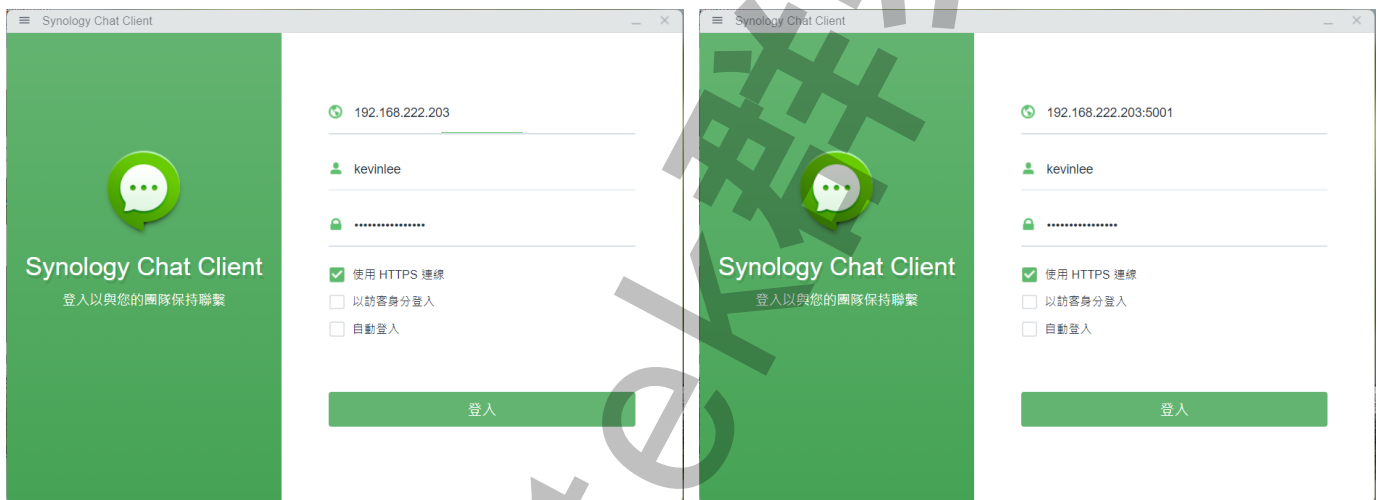 Synology Chat Client
192.168.222.203
kevinlee
••••••••••••••••
Synology Chat Client
登入以與您的團隊保持聯繫
使用 HTTPS 連線
以訪客身分登入
自動登入
登入
Synology Chat Client
192.168.222.203:5001
kevinlee
••••••••••••••••
Synology Chat Client
登入以與您的團隊保持聯繫
使用 HTTPS 連線
以訪客身分登入
自動登入
登入